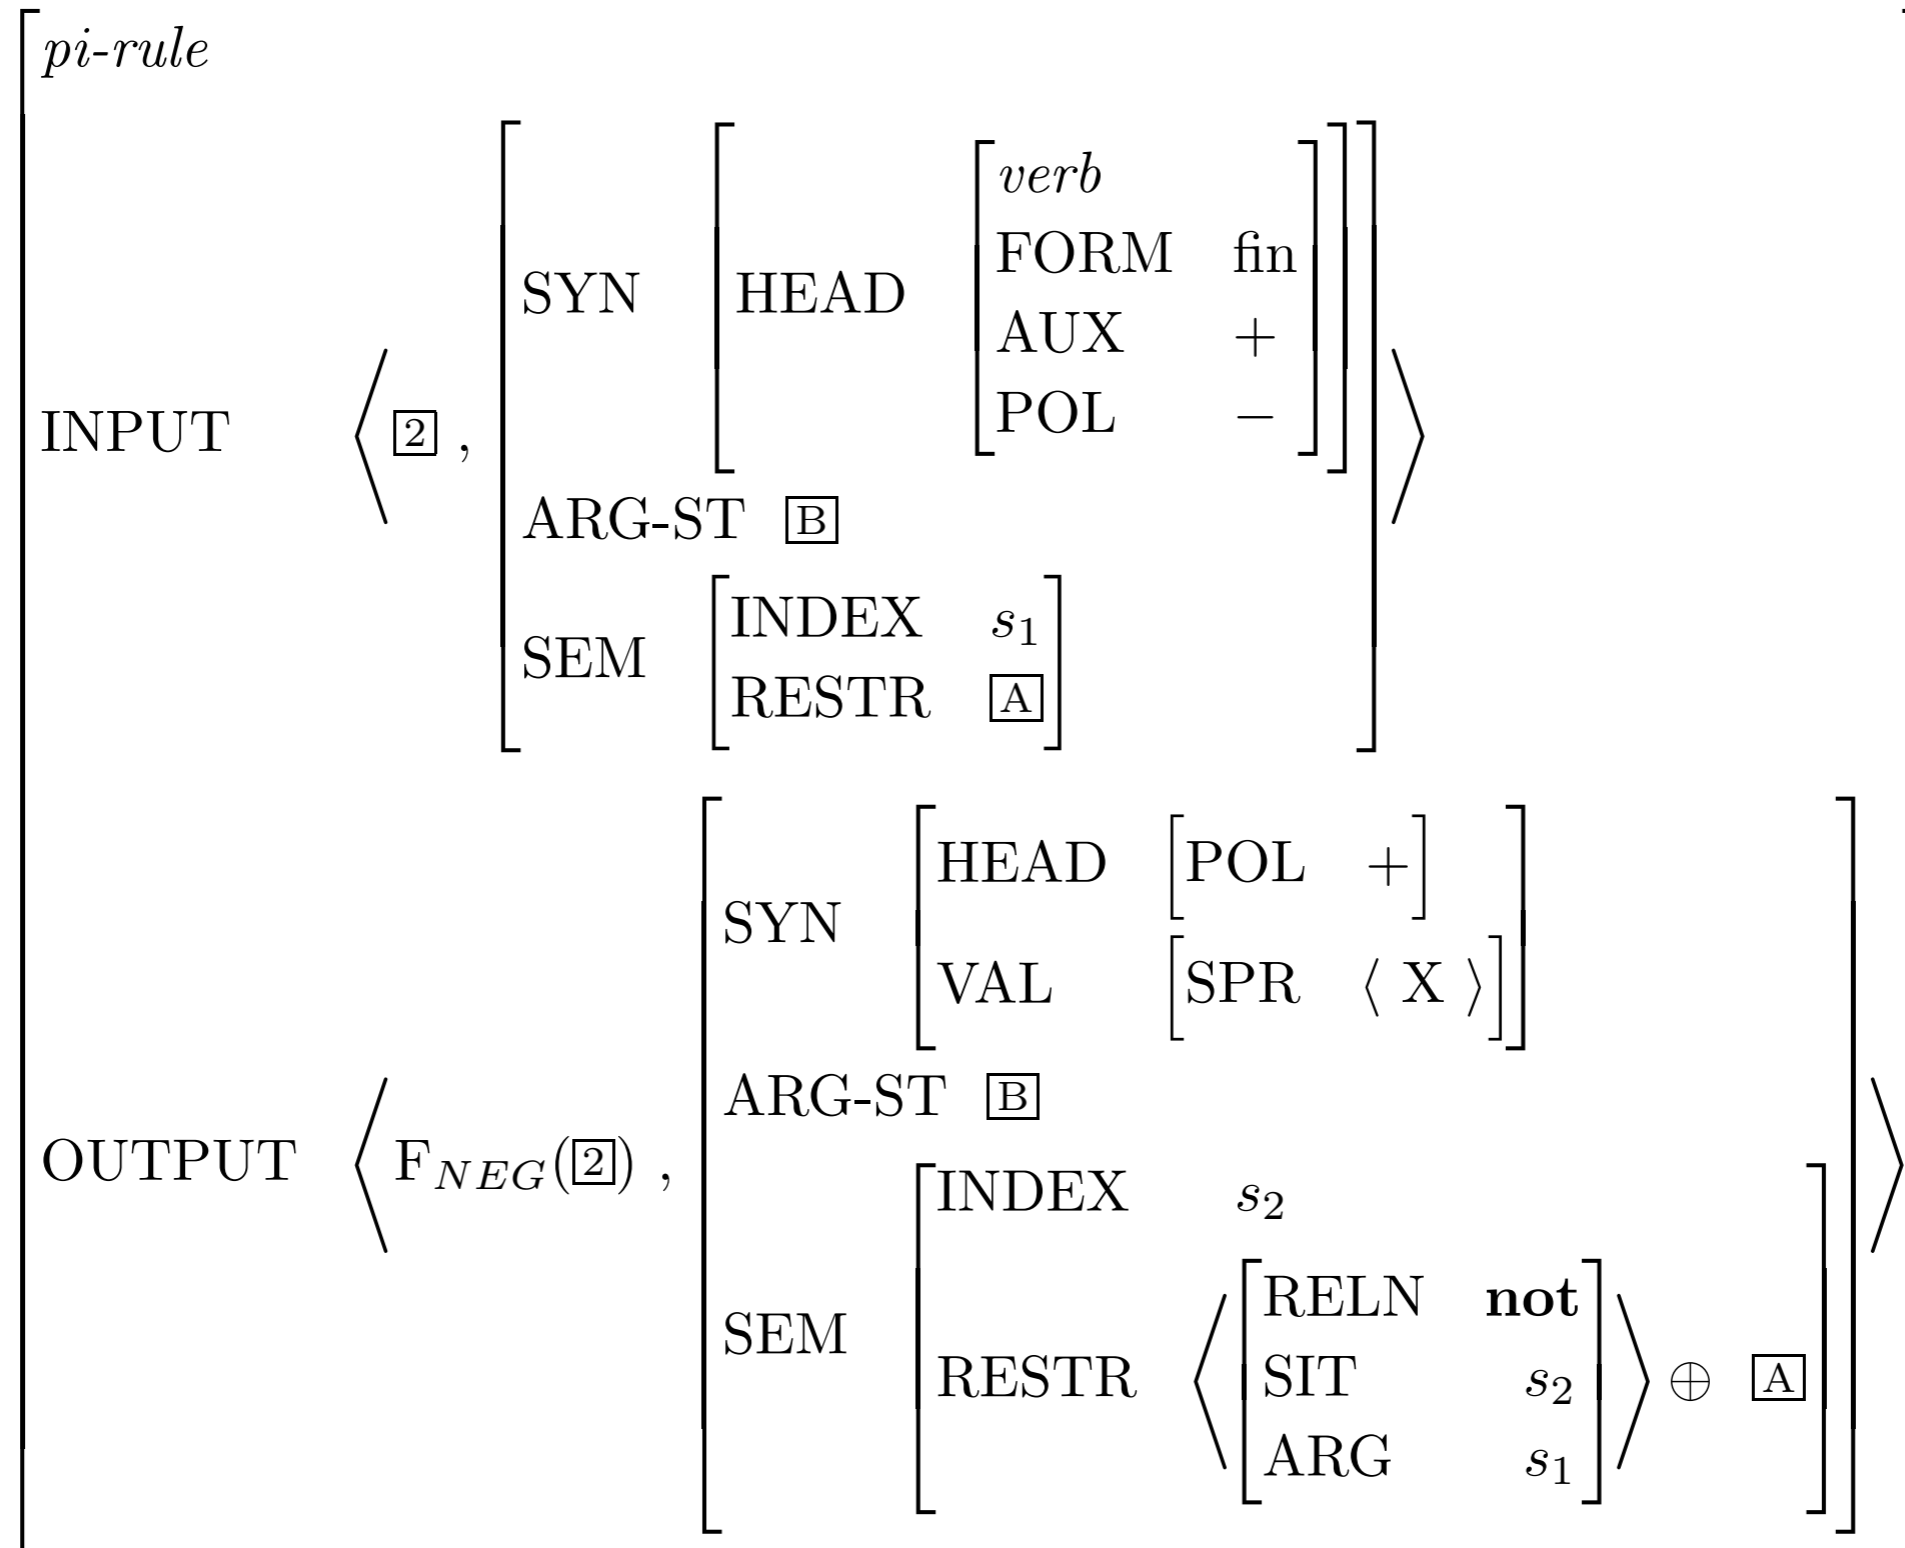 pi-rule
verb
FORM fin
SYN HEAD AUX +
POL −
INPUT ⟨ 2 , ⟩
ARG-ST B
INDEX s₁
SEM
RESTR A
HEAD [POL +]
SYN
VAL [SPR ⟨ X ⟩]
ARG-ST B
OUTPUT ⟨ F_NEG(2) , ⟩
INDEX s₂
RELN not
SEM
RESTR ⟨ SIT s₂ ⟩ ⊕ A
ARG s₁